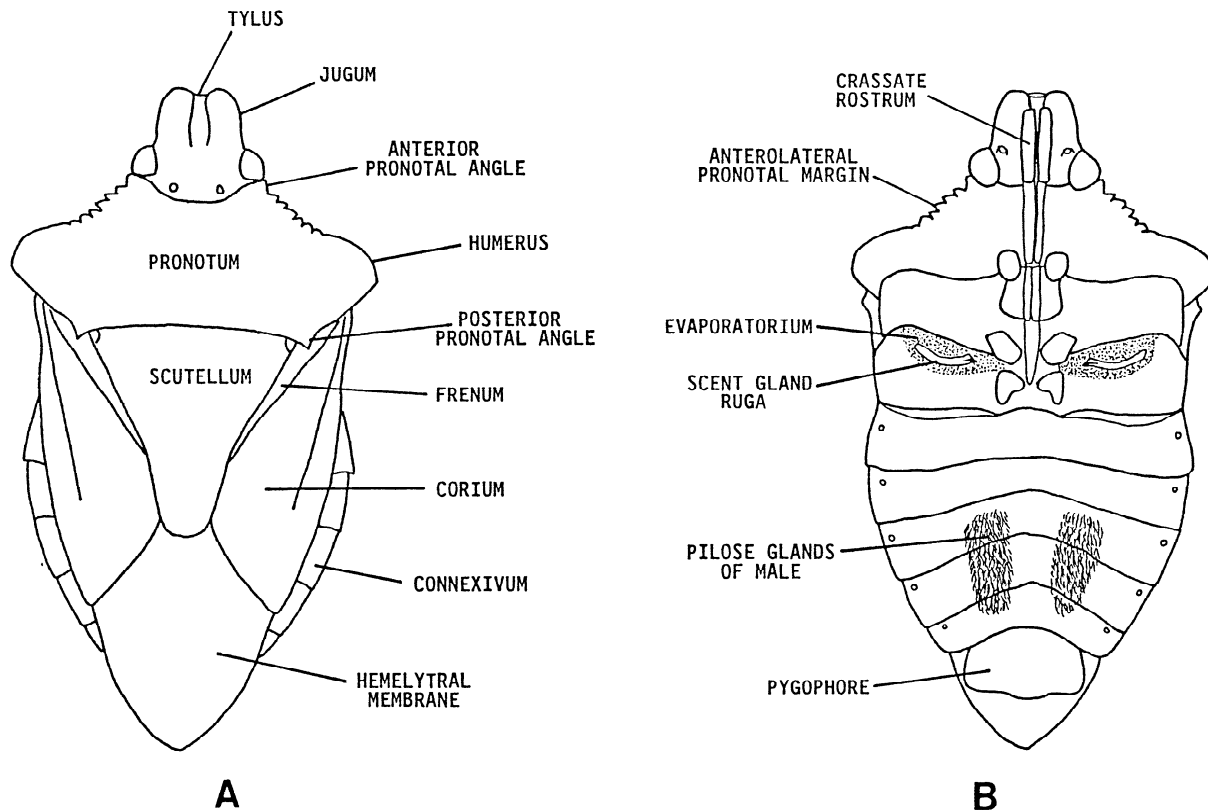 TYLUS
JUGUM
ANTERIOR
PRONOTAL ANGLE
HUMERUS
PRONOTUM
POSTERIOR
PRONOTAL ANGLE
SCUTELLUM
FRENUM
CORIUM
CONNEXIVUM
HEMELYTRAL
MEMBRANE
A
CRASSATE
ROSTRUM
ANTEROLATERAL
PRONOTAL MARGIN
EVAPORATORIUM
SCENT GLAND
RUGA
PILOSE GLANDS
OF MALE
PYGOPHORE
B